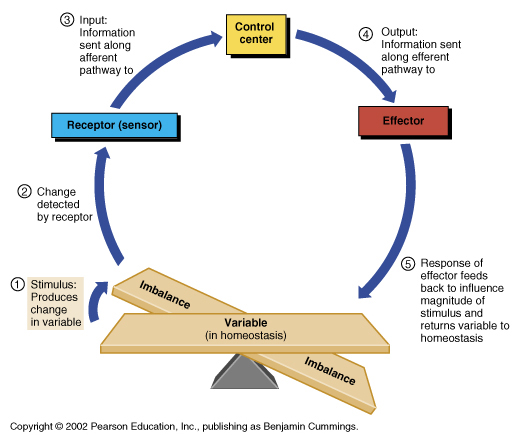 ③ Input:
Information
sent along
afferent
pathway to
Control
center
④ Output:
Information sent
along efferent
pathway to
Receptor (sensor)
Effector
② Change
detected
by receptor
① Stimulus:
Produces
change
in variable
⑤ Response of
effector feeds
back to influence
magnitude of
stimulus and
returns variable to
homeostasis
Imbalance
Variable
(in homeostasis)
Imbalance
Copyright © 2002 Pearson Education, Inc., publishing as Benjamin Cummings.